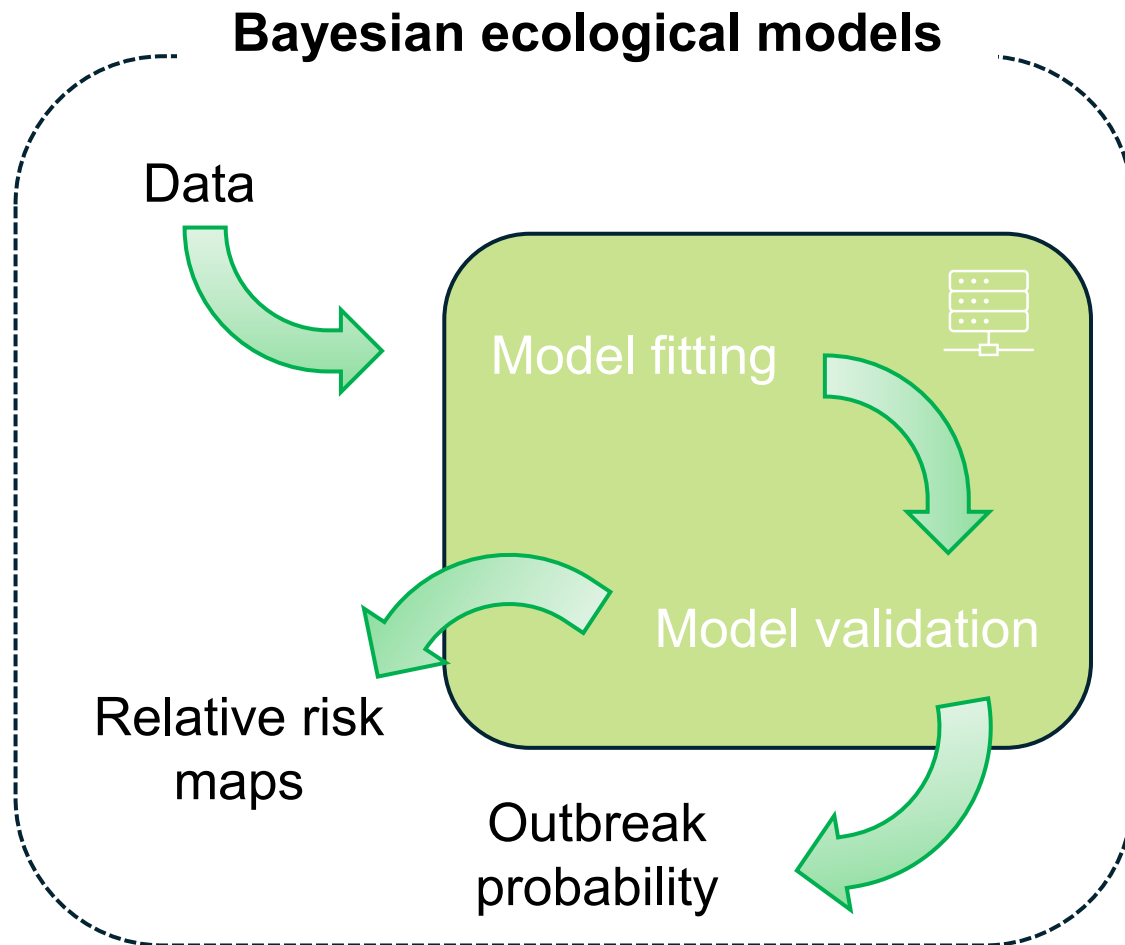 Bayesian ecological models
Data
Model fitting
Model validation
Relative risk
maps
Outbreak
probability